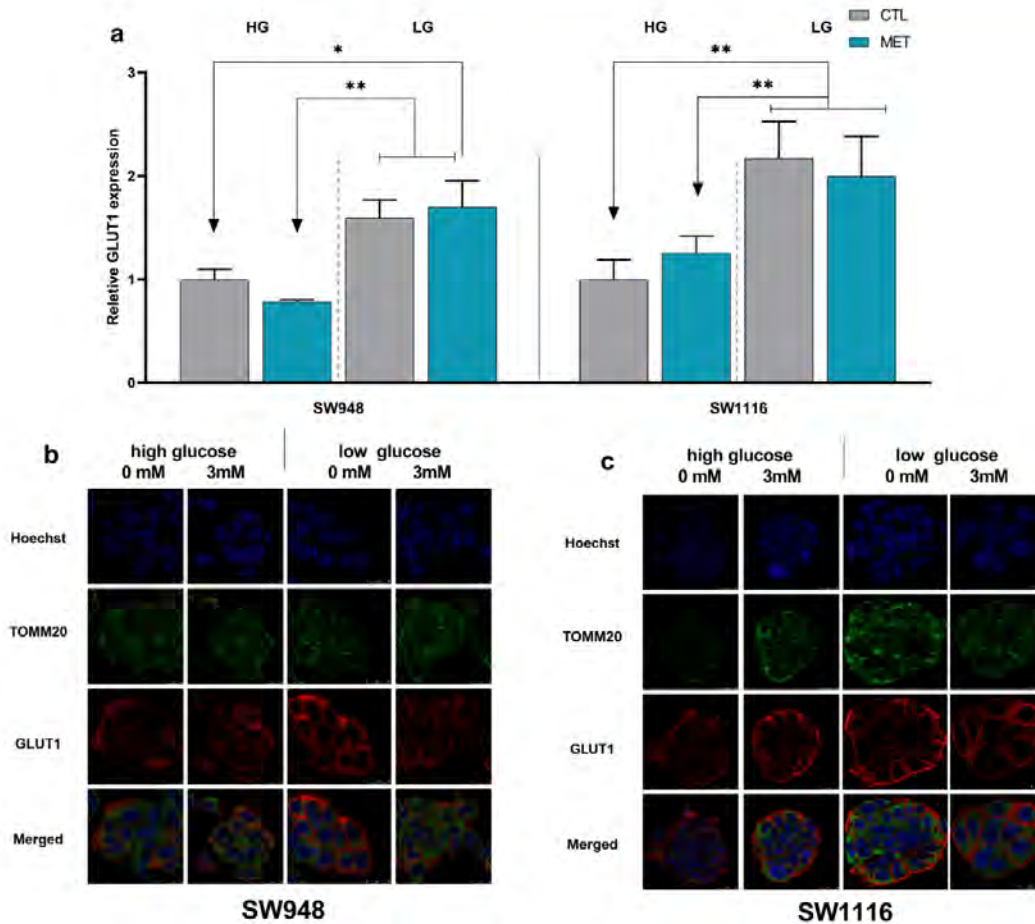 a
HG
LG
HG
LG
CTL
MET
*
**
**
**
Reletive GLUT1 expression
3
2
1
0
SW948
SW1116
b
high glucose
low glucose
0 mM
3mM
0 mM
3mM
Hoechst
TOMM20
GLUT1
Merged
SW948
c
high glucose
low glucose
0 mM
3mM
0 mM
3mM
Hoechst
TOMM20
GLUT1
Merged
SW1116